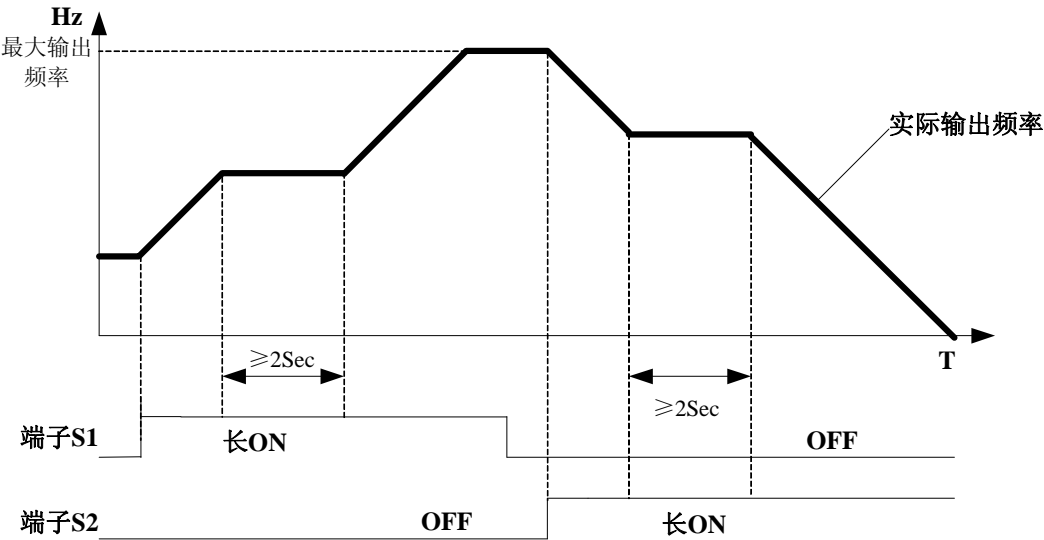 Hz
最大输出
频率
实际输出频率
T
≥2Sec
≥2Sec
端子S1
长ON
OFF
端子S2
OFF
长ON